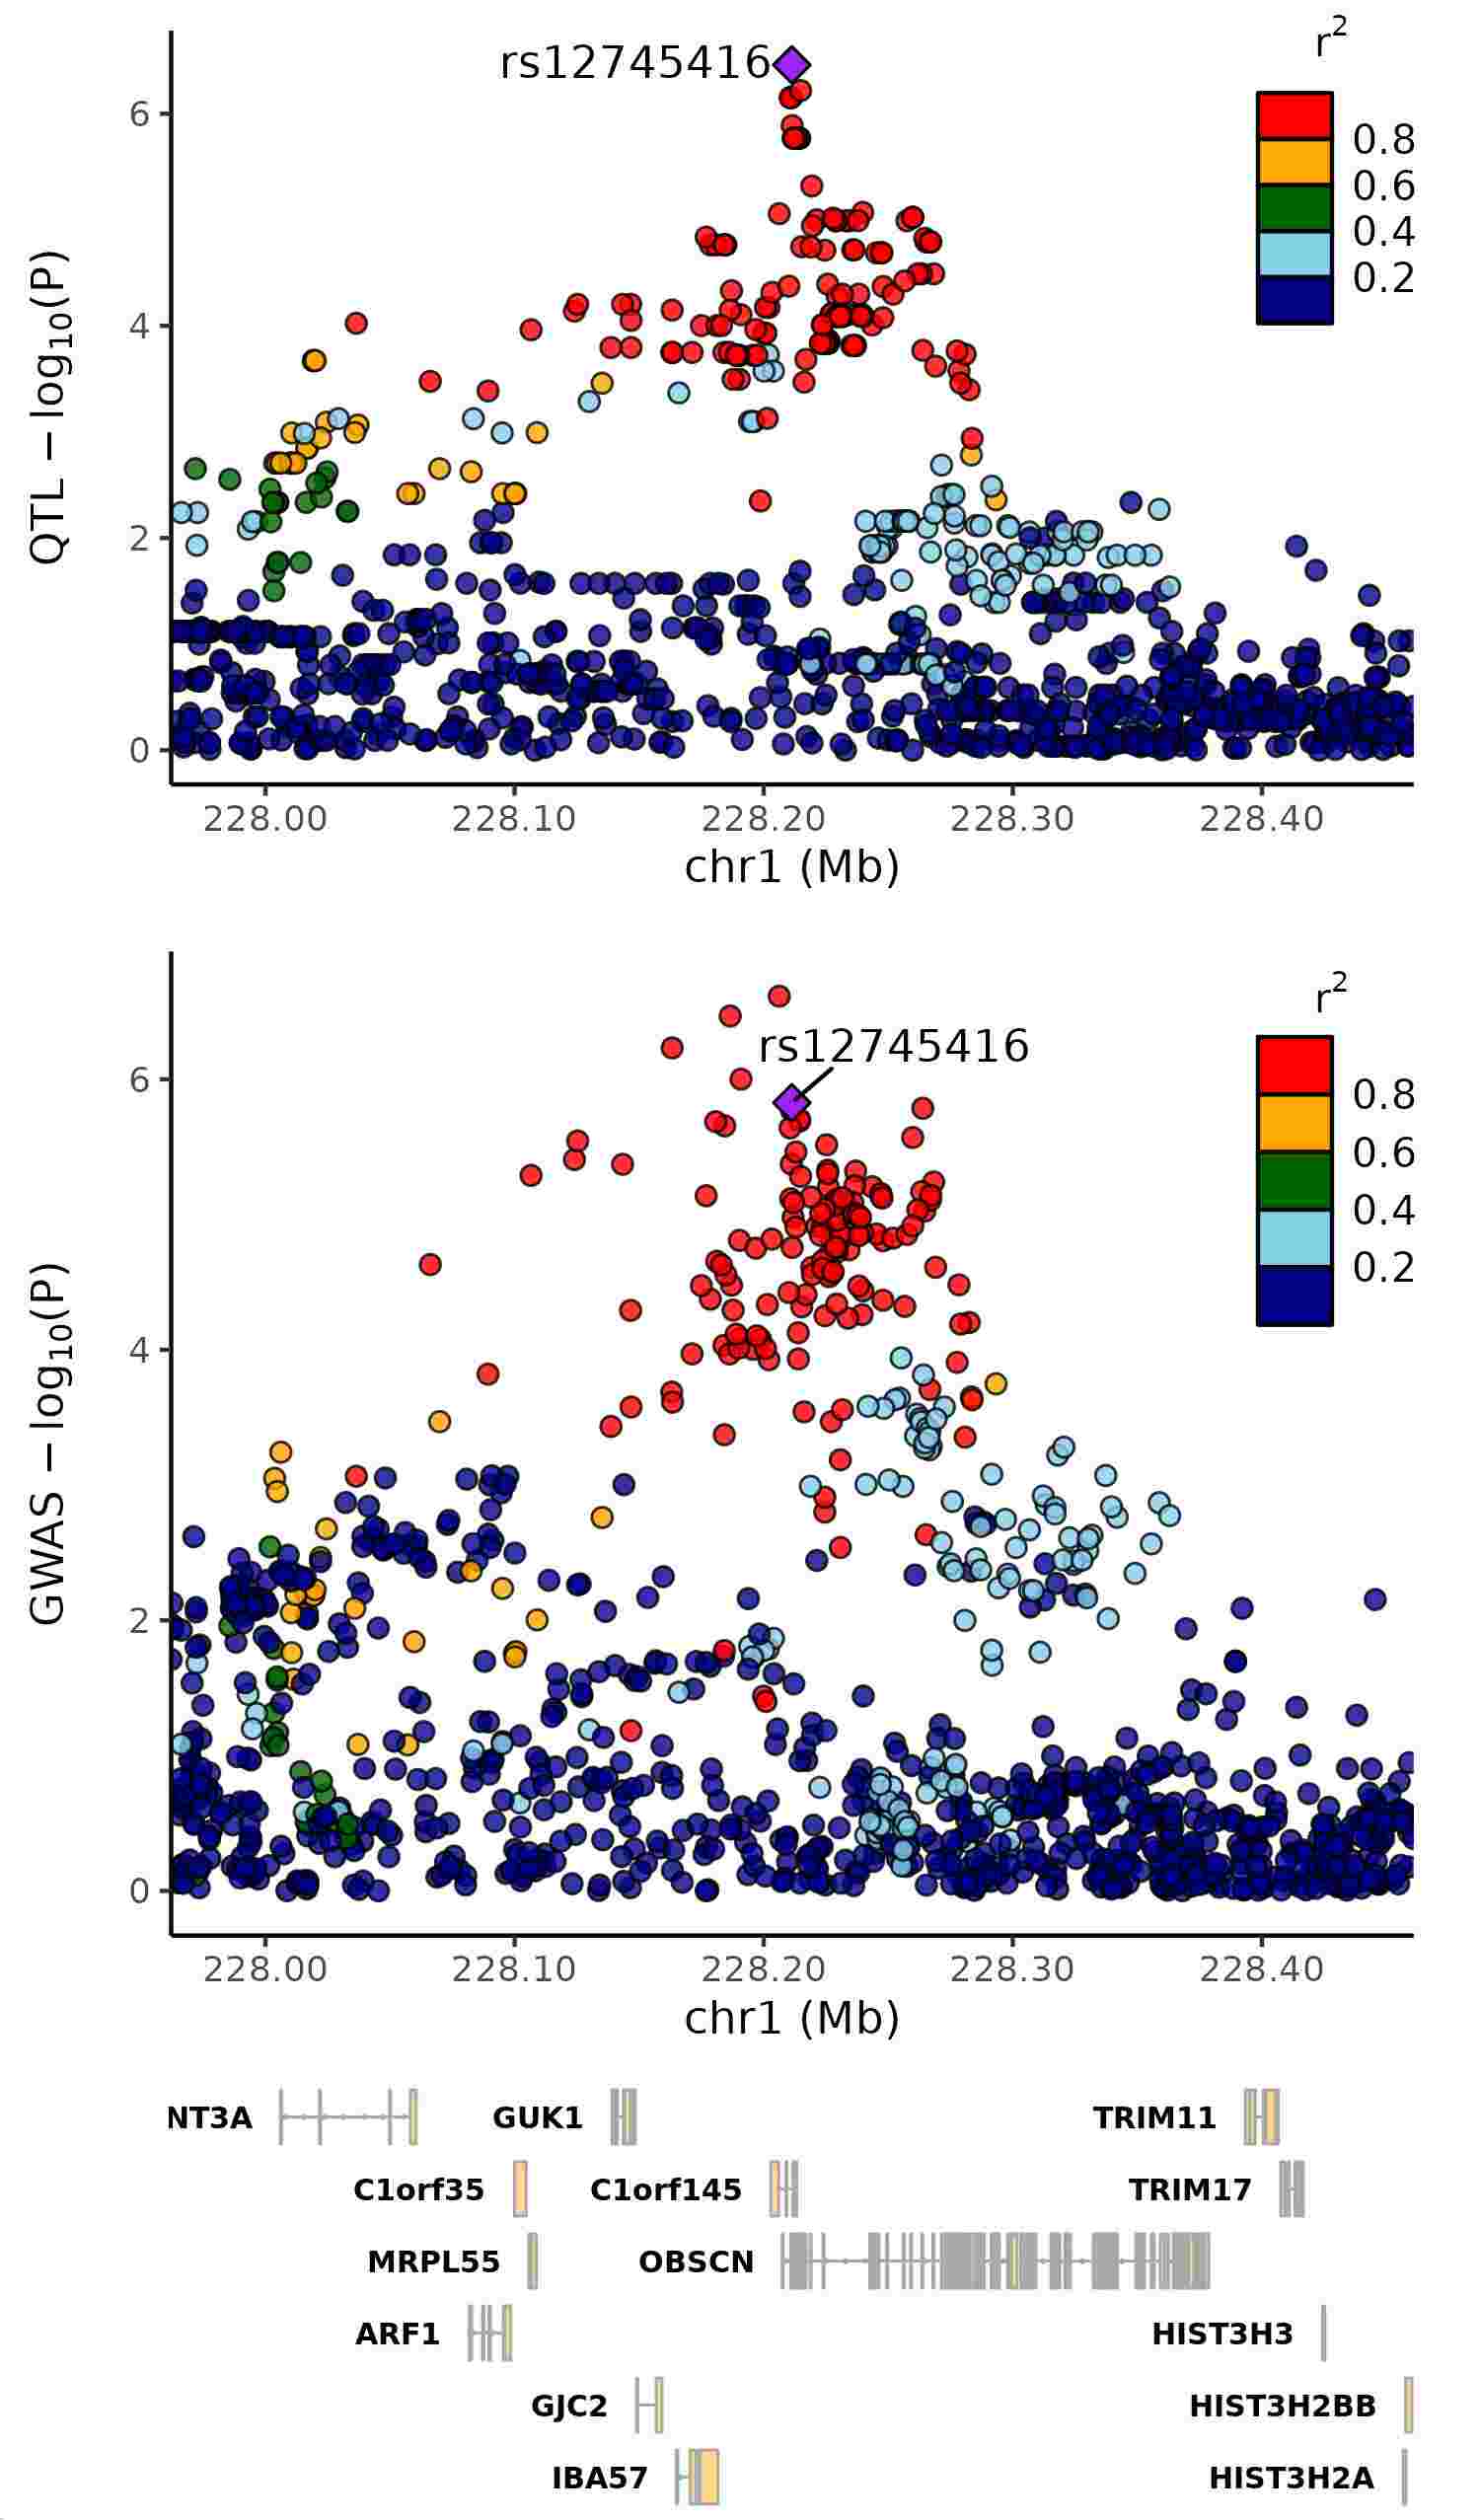 rs12745416
r2
0.8
0.6
0.4
0.2
6
4
2
0
QTL − log10(P)
228.00 228.10 228.20 228.30 228.40
chr1 (Mb)
r2
rs12745416
0.8
0.6
0.4
0.2
6
4
2
0
GWAS − log10(P)
228.00 228.10 228.20 228.30 228.40
chr1 (Mb)
NT3A GUK1 TRIM11
C1orf35 C1orf145 TRIM17
MRPL55 OBSCN
ARF1 HIST3H3
GJC2 HIST3H2BB
IBA57 HIST3H2A